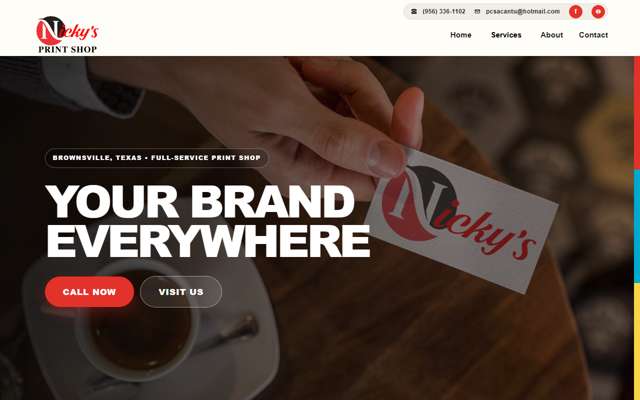 (956) 336-1102 pcsacantu@hotmail.com f
Nicky's
PRINT SHOP
Home Services About Contact
BROWNSVILLE, TEXAS • FULL-SERVICE PRINT SHOP
YOUR BRAND
EVERYWHERE
Nicky's
CALL NOW VISIT US